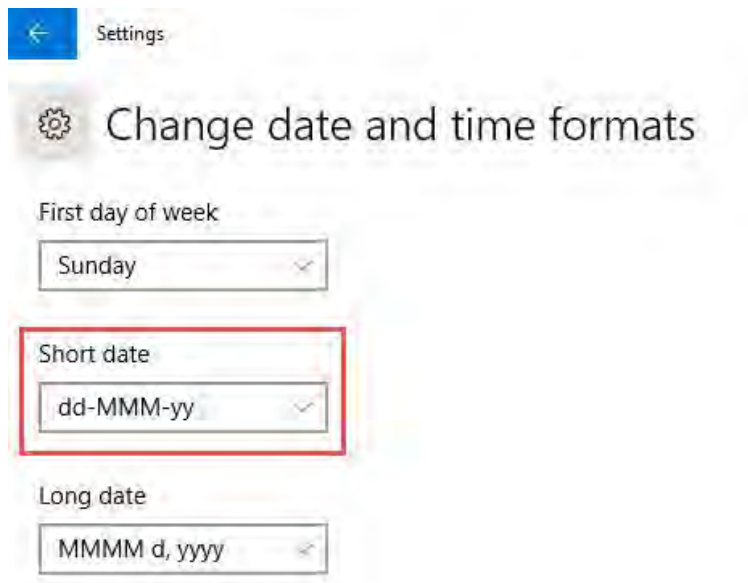 Settings
Change date and time formats
First day of week
Sunday
Short date
dd-MMM-yy
Long date
MMMM d, yyyy